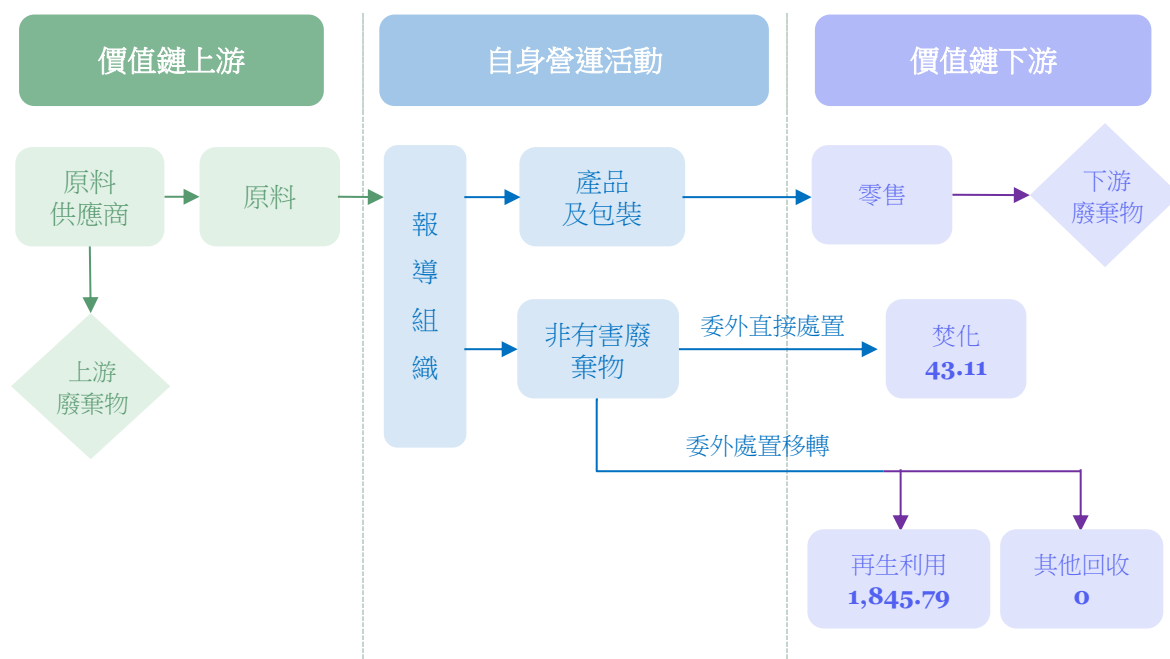 價值鏈上游
自身營運活動
價值鏈下游
原料
供應商
原料
報
導
組
織
產品
及包裝
零售
下游
廢棄物
上游
廢棄物
非有害廢
棄物
委外直接處置
焚化
43.11
委外處置移轉
再生利用
1,845.79
其他回收
0